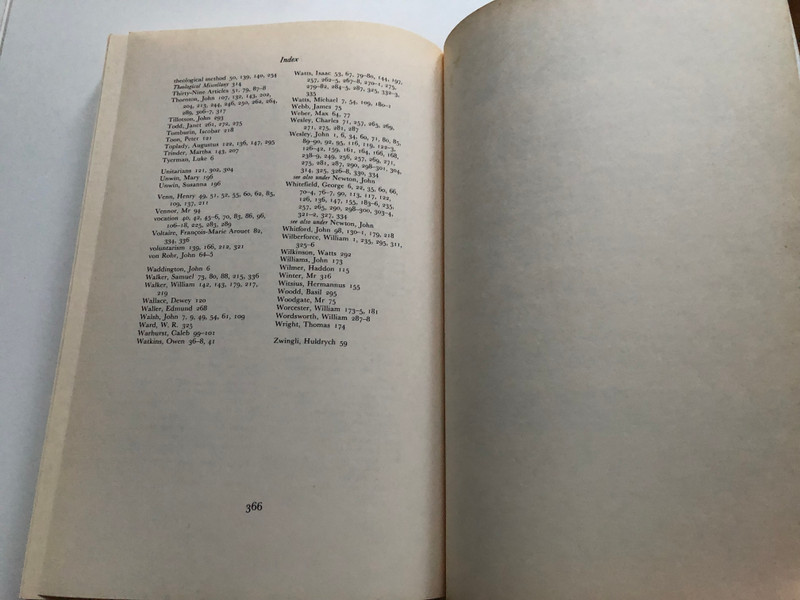 Index
theological method 50, 139, 140, 254
Theological Miscellany 314
Thirty-Nine Articles 51, 79, 87-8
Thornton, John 107, 132, 143, 202,
204, 213, 244, 246, 250, 262, 264,
289, 306-7, 317
Tillotson, John 293
Todd, Janet 261, 272, 275
Tomburin, Iacobar 218
Toon, Peter 121
Toplady, Augustus 122, 136, 147, 295
Trinder, Martha 143, 207
Tyerman, Luke 6
Unitarians 121, 302, 304
Unwin, Mary 196
Unwin, Susanna 196
Venn, Henry 49, 51, 52, 55, 60, 62, 85,
109, 137, 211
Vennor, Mr 94
vocation 40, 42, 45-6, 70, 83, 86, 96,
106-18, 225, 283, 289
Voltaire, François-Marie Arouet 82,
334, 336
voluntarism 139, 166, 212, 321
von Rohr, John 64-5
Waddington, John 6
Walker, Samuel 73, 80, 88, 215, 336
Walker, William 142, 143, 179, 217,
219
Wallace, Dewey 120
Waller, Edmund 268
Walsh, John 7, 9, 49, 54, 61, 109
Ward, W. R. 325
Warhurst, Caleb 99-101
Watkins, Owen 36-8, 41
Watts, Isaac 53, 67, 79-80, 144, 197,
257, 262-5, 267-8, 270-1, 275,
279-82, 284-5, 287, 325, 332-3,
335
Watts, Michael 7, 54, 109, 180-1
Webb, James 75
Weber, Max 64, 77
Wesley, Charles 71, 257, 265, 269,
271, 275, 281, 287
Wesley, John 1, 6, 34, 60, 71, 80, 85,
89-90, 92, 95, 116, 119, 122-3,
126-42, 159, 161, 164, 166, 168,
238-9, 249, 256, 257, 269, 271,
275, 281, 287, 290, 298-301, 304,
314, 325, 326-8, 330, 334
see also under Newton, John
Whitefield, George 6, 22, 35, 60, 66,
70-4, 76-7, 90, 113, 117, 122,
126, 136, 147, 155, 183-6, 235,
257, 265, 290, 298-300, 303-4,
321-2, 327, 334
see also under Newton, John
Whitford, John 98, 130-1, 179, 218
Wilberforce, William 1, 235, 295, 311,
325-6
Wilkinson, Watts 292
Williams, John 173
Wilmer, Haddon 115
Winter, Mr 316
Witsius, Hermannus 155
Woodd, Basil 295
Woodgate, Mr 75
Worcester, William 173-5, 181
Wordsworth, William 287-8
Wright, Thomas 174
Zwingli, Huldrych 59
366